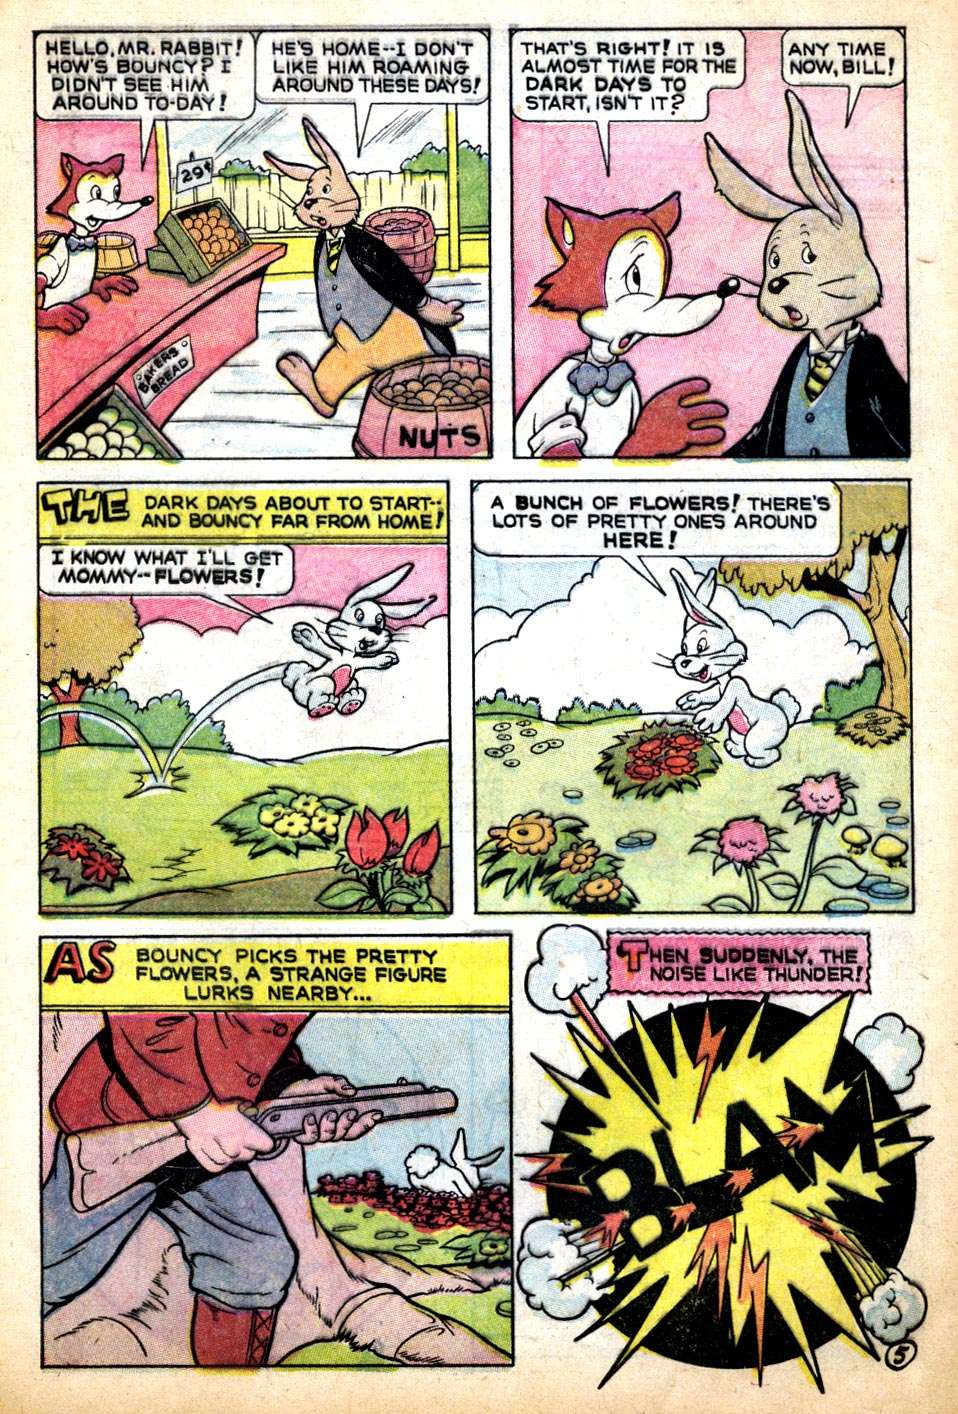 HELLO, MR. RABBIT!
HOW'S BOUNCY? I
DIDN'T SEE HIM
AROUND TO-DAY!
HE'S HOME--I DON'T
LIKE HIM ROAMING
AROUND THESE DAYS!
29¢
BAKERS
BREAD
NUTS
THAT'S RIGHT! IT IS
ALMOST TIME FOR THE
DARK DAYS TO
START, ISN'T IT?
ANY TIME
NOW, BILL!
THE DARK DAYS ABOUT TO START--
AND BOUNCY FAR FROM HOME!
I KNOW WHAT I'LL GET
MOMMY--FLOWERS!
A BUNCH OF FLOWERS! THERE'S
LOTS OF PRETTY ONES AROUND
HERE!
AS BOUNCY PICKS THE PRETTY
FLOWERS, A STRANGE FIGURE
LURKS NEARBY...
THEN SUDDENLY, THE
NOISE LIKE THUNDER!
BLAM
5